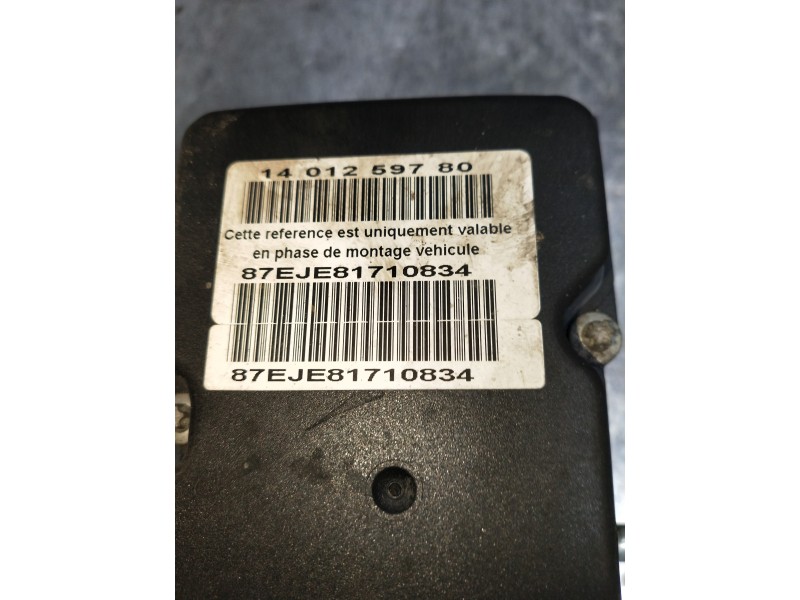 14 012 597 80
Cette reference est uniquement valable
en phase de montage vehicule
87EJE81710834
87EJE81710834